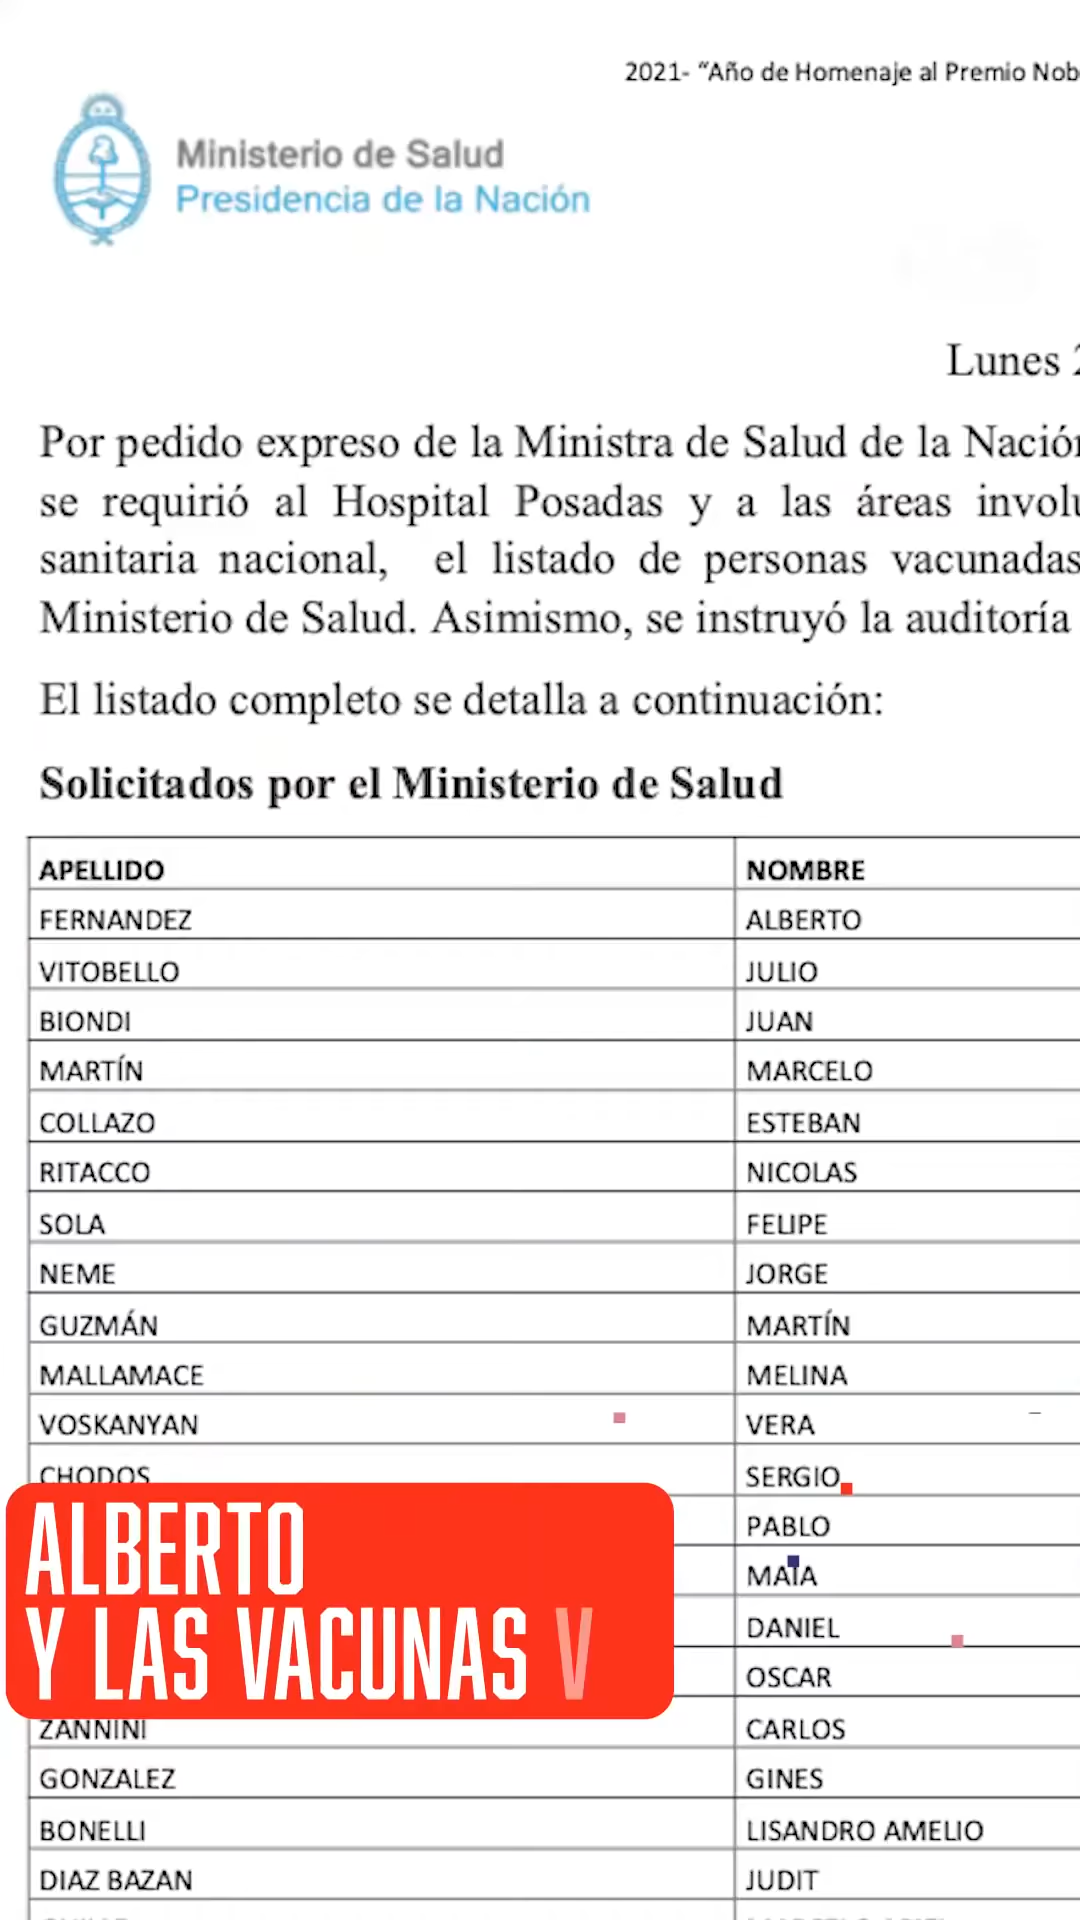 2021- “Año de Homenaje al Premio Nob
Ministerio de Salud
Presidencia de la Nación
Lunes 2
Por pedido expreso de la Ministra de Salud de la Nación
se requirió al Hospital Posadas y a las áreas involu
sanitaria nacional, el listado de personas vacunadas
Ministerio de Salud. Asimismo, se instruyó la auditoría
El listado completo se detalla a continuación:
Solicitados por el Ministerio de Salud
APELLIDO NOMBRE
FERNANDEZ ALBERTO
VITOBELLO JULIO
BIONDI JUAN
MARTÍN MARCELO
COLLAZO ESTEBAN
RITACCO NICOLAS
SOLA FELIPE
NEME JORGE
GUZMÁN MARTÍN
MALLAMACE MELINA
VOSKANYAN VERA
CHODOS SERGIO
PABLO
MAIA
DANIEL
OSCAR
ALBERTO
Y LAS VACUNAS V
ZANNINI CARLOS
GONZALEZ GINES
BONELLI LISANDRO AMELIO
DIAZ BAZAN JUDIT